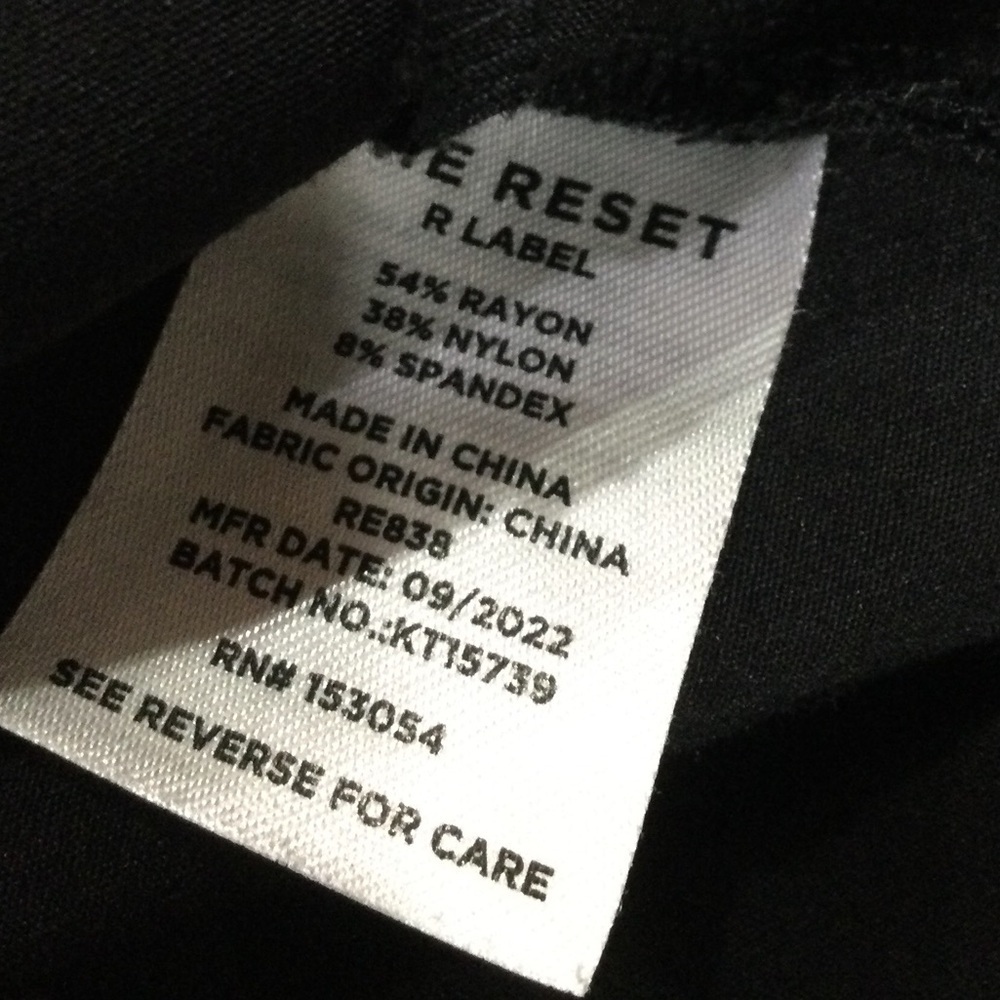 RESET
R LABEL
54% RAYON
38% NYLON
8% SPANDEX
MADE IN CHINA
FABRIC ORIGIN: CHINA
RE838
MFR DATE: 09/2022
BATCH NO.:KT15739
RN# 153054
SEE REVERSE FOR CARE